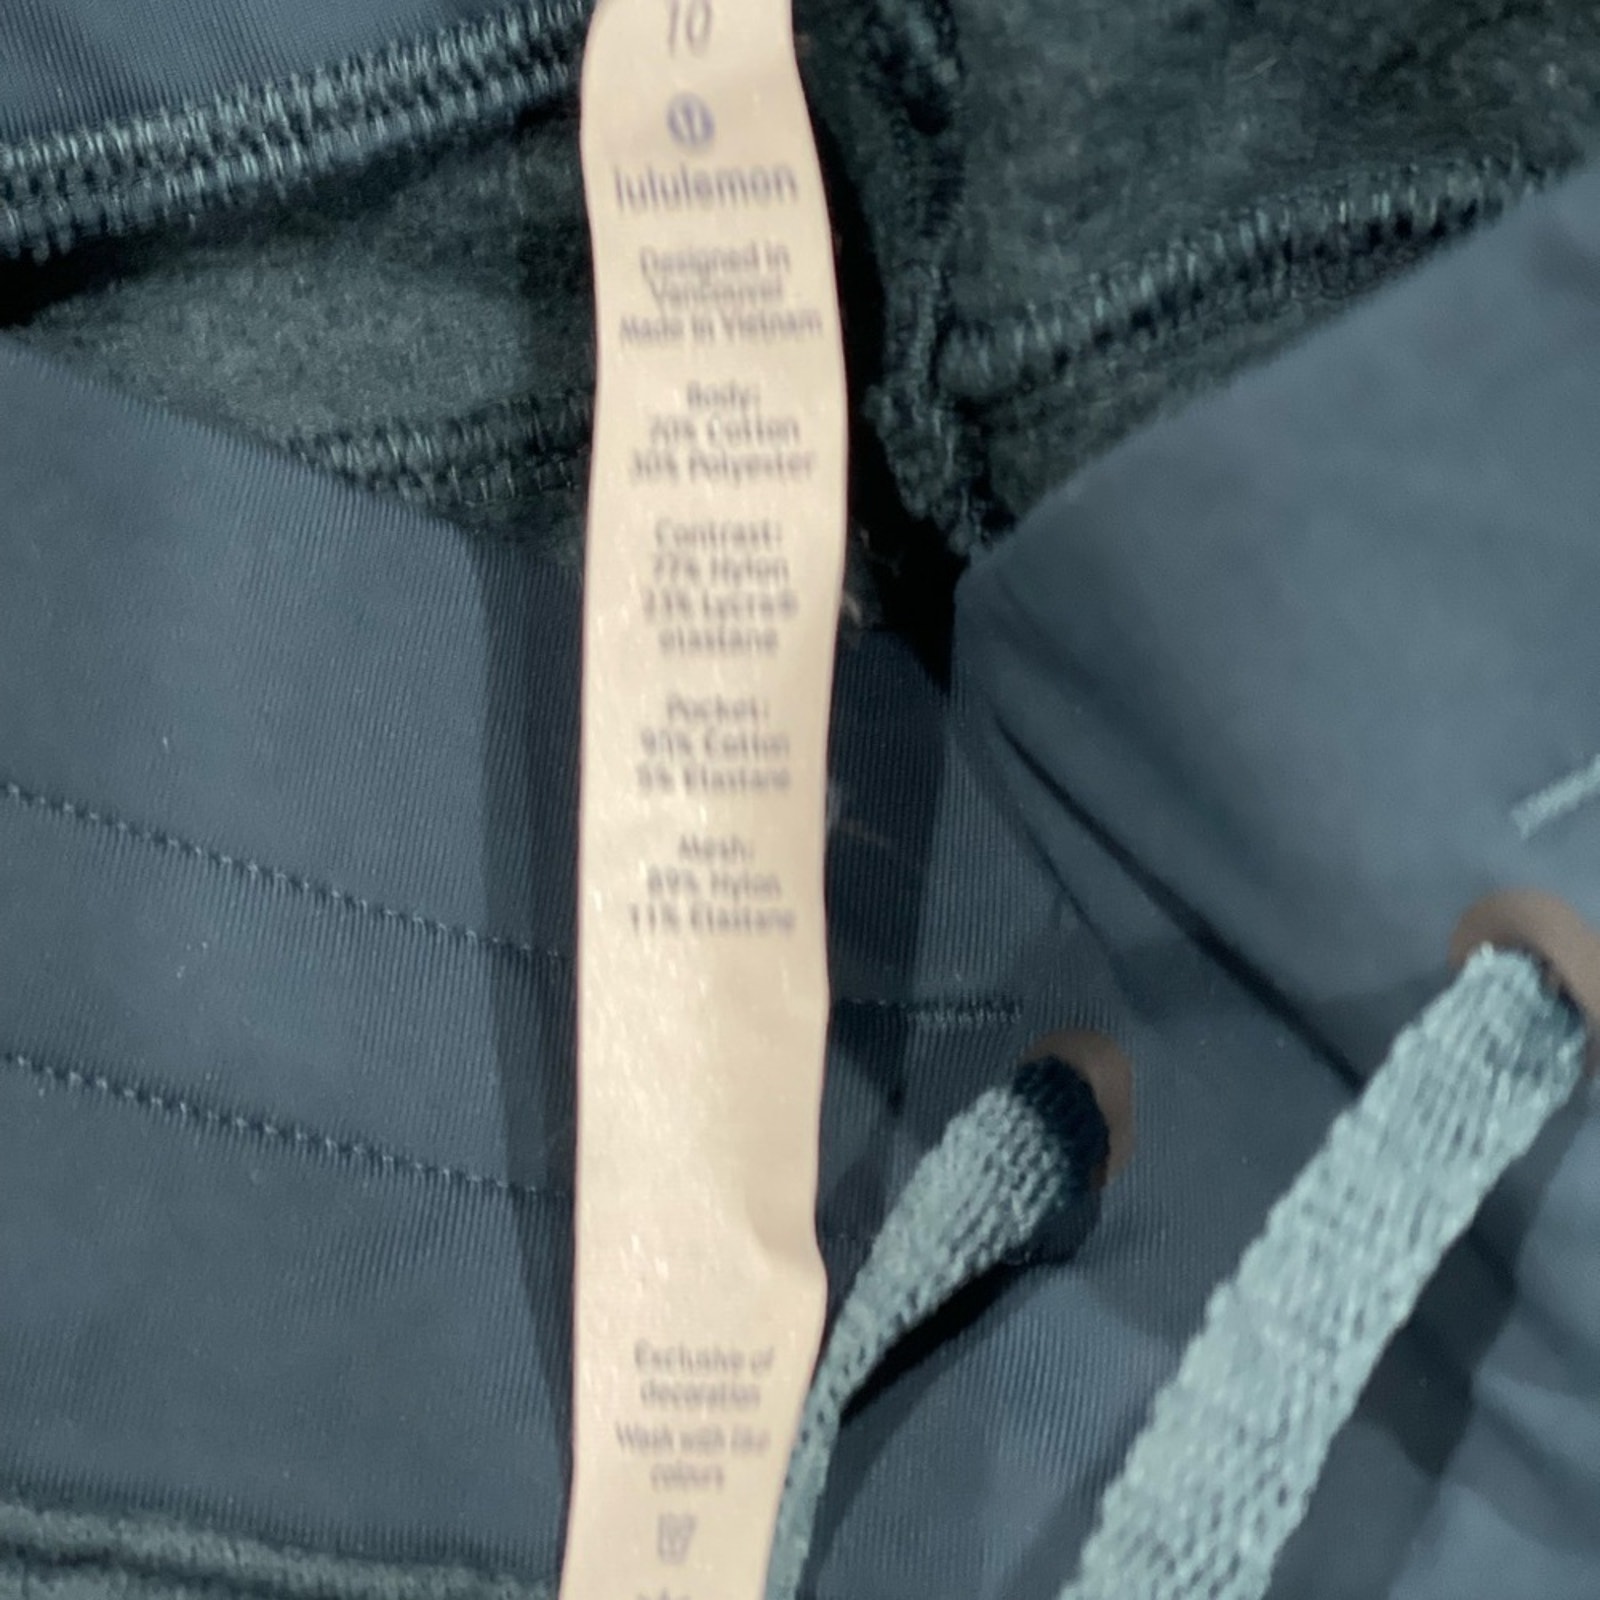 10
lululemon
Designed in
Vancouver
Made in Vietnam
Body:
70% Cotton
30% Polyester
Contrast:
77% Nylon
23% Lycra®
elastane
Pocket:
95% Cotton
5% Elastane
Mesh:
89% Nylon
11% Elastane
Exclusive of
decoration
Wash with like
colours